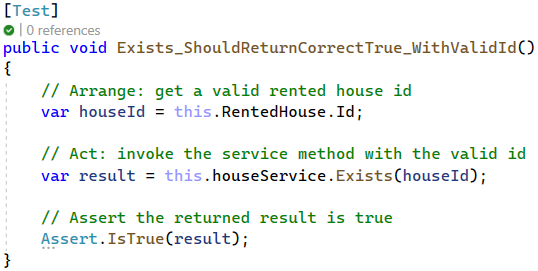 [Test]
| 0 references
public void Exists_ShouldReturnCorrectTrue_WithValidId()
{
    // Arrange: get a valid rented house id
    var houseId = this.RentedHouse.Id;

    // Act: invoke the service method with the valid id
    var result = this.houseService.Exists(houseId);

    // Assert the returned result is true
    Assert.IsTrue(result);
}